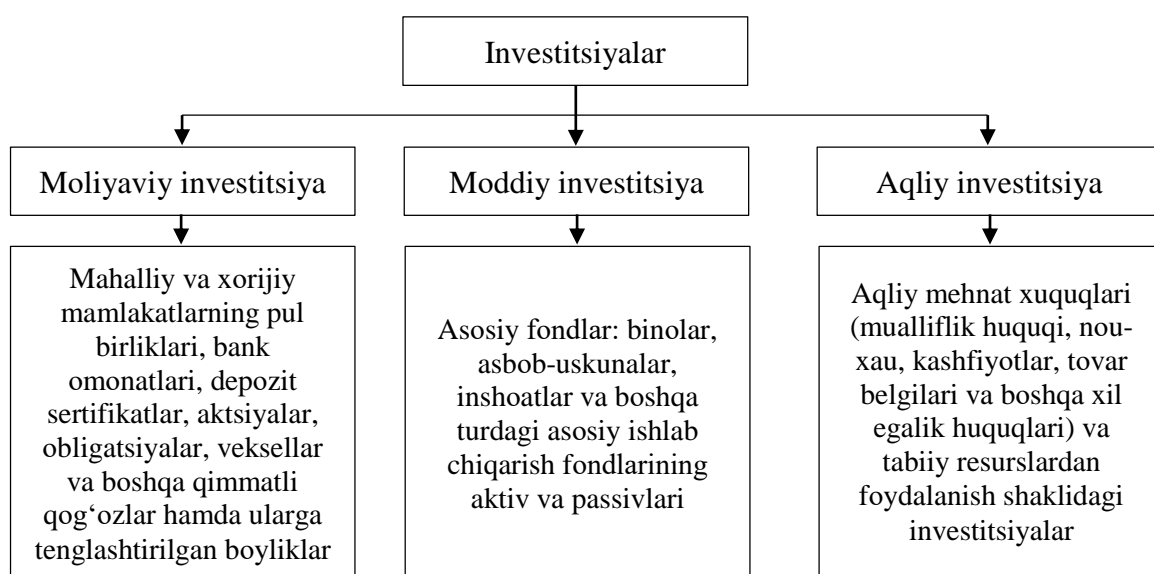 Investitsiyalar
Moliyaviy investitsiya
Moddiy investitsiya
Aqliy investitsiya
Mahalliy va xorijiy
mamlakatlarning pul
birliklari, bank
omonatlari, depozit
sertifikatlar, aktsiyalar,
obligatsiyalar, veksellar
va boshqa qimmatli
qog‘ozlar hamda ularga
tenglashtirilgan boyliklar
Asosiy fondlar: binolar,
asbob-uskunalar,
inshoatlar va boshqa
turdagi asosiy ishlab
chiqarish fondlarining
aktiv va passivlari
Aqliy mehnat xuquqlari
(mualliflik huquqi, nou-
xau, kashfiyotlar, tovar
belgilari va boshqa xil
egalik huquqlari) va
tabiiy resurslardan
foydalanish shaklidagi
investitsiyalar